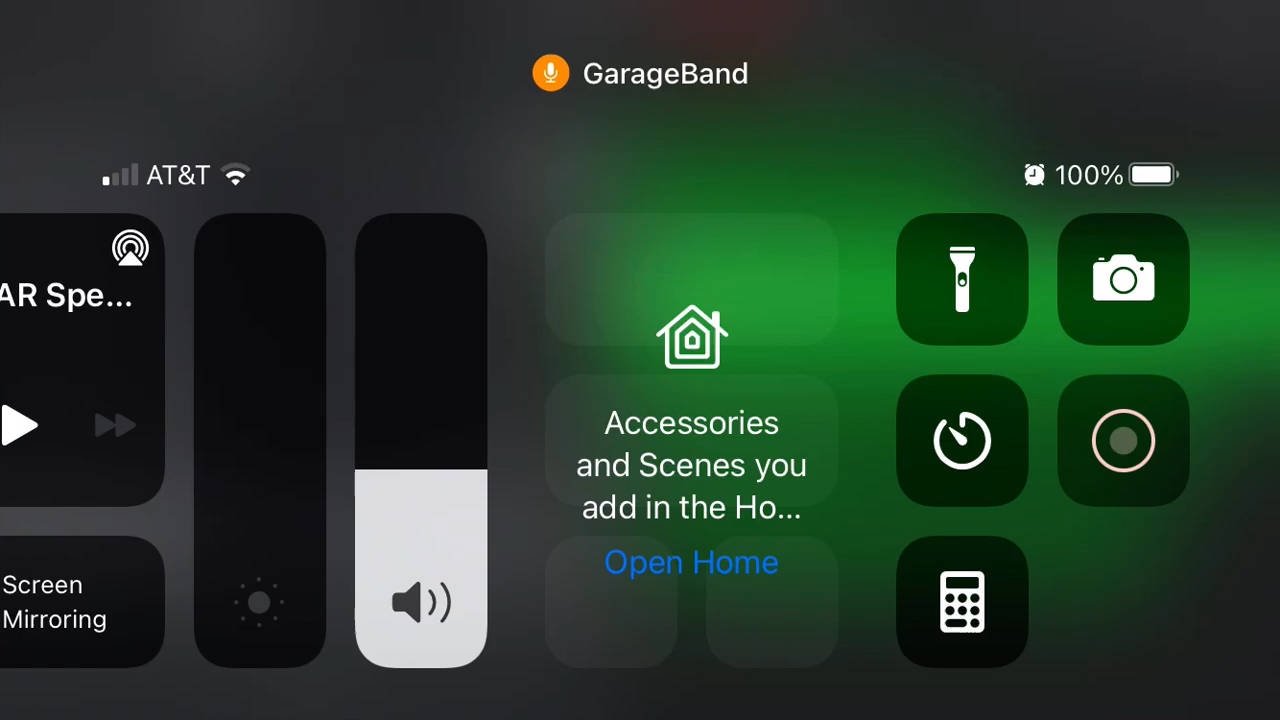 GarageBand
AT&T
100%
AR Spe...
Screen
Mirroring
Accessories
and Scenes you
add in the Ho...
Open Home